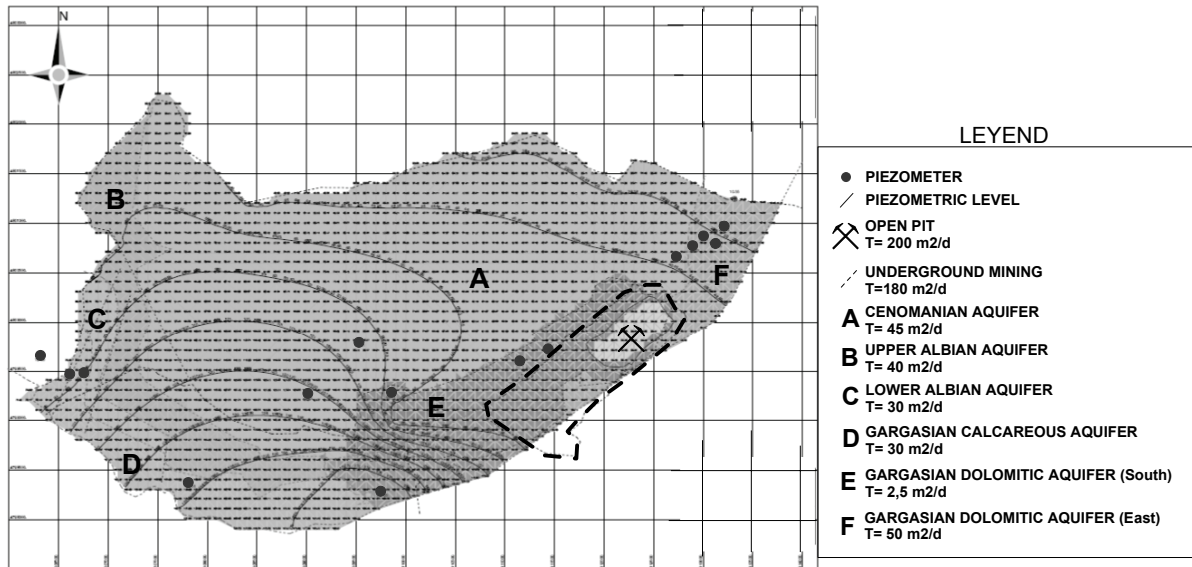 N
B
A
F
C
E
D
LEYEND
PIEZOMETER
PIEZOMETRIC LEVEL
OPEN PIT
T= 200 m2/d
UNDERGROUND MINING
T=180 m2/d
A CENOMANIAN AQUIFER
T= 45 m2/d
B UPPER ALBIAN AQUIFER
T= 40 m2/d
C LOWER ALBIAN AQUIFER
T= 30 m2/d
D GARGASIAN CALCAREOUS AQUIFER
T= 30 m2/d
E GARGASIAN DOLOMITIC AQUIFER (South)
T= 2,5 m2/d
F GARGASIAN DOLOMITIC AQUIFER (East)
T= 50 m2/d